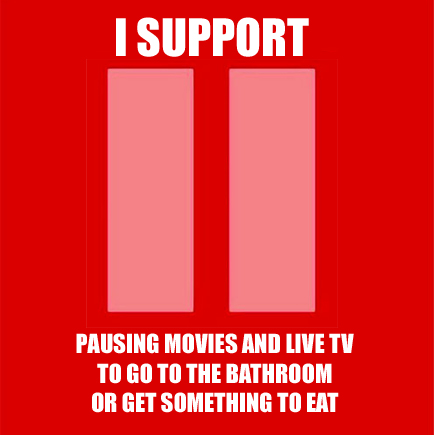 I SUPPORT
PAUSING MOVIES AND LIVE TV
TO GO TO THE BATHROOM
OR GET SOMETHING TO EAT